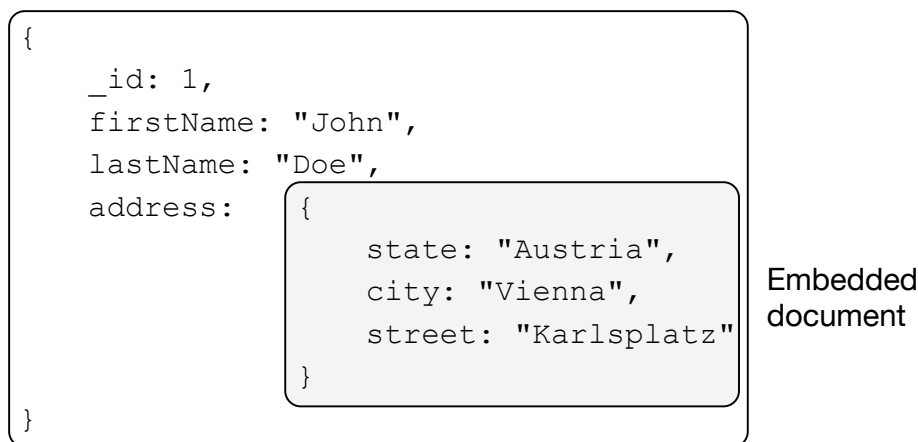 {
_id: 1,
firstName: "John",
lastName: "Doe",
address: {
state: "Austria",
city: "Vienna",
street: "Karlsplatz"
}
}
Embedded
document